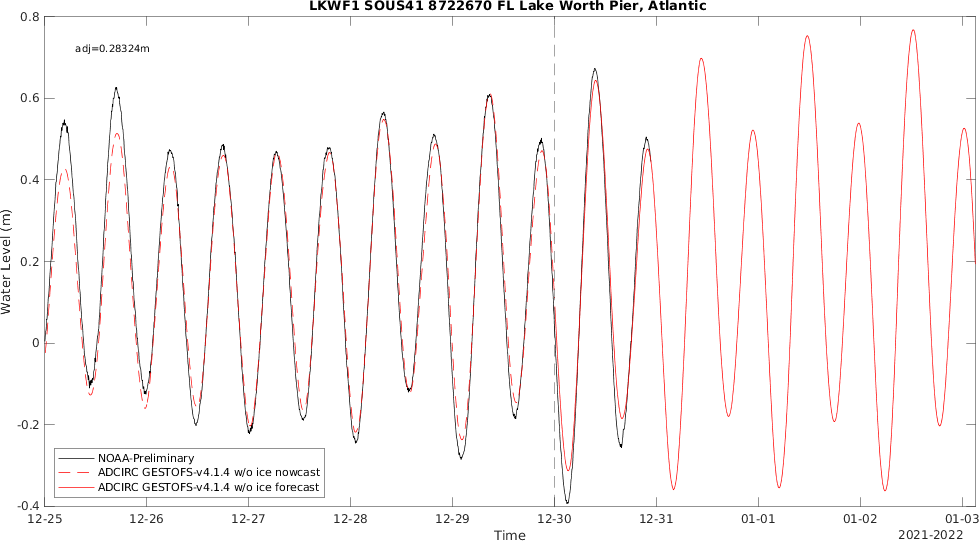 LKWF1 SOUS41 8722670 FL Lake Worth Pier, Atlantic
adj=0.28324m
0.8
0.6
0.4
0.2
0
-0.2
-0.4
Water Level (m)
NOAA-Preliminary
ADCIRC GESTOFS-v4.1.4 w/o ice nowcast
ADCIRC GESTOFS-v4.1.4 w/o ice forecast
12-25 12-26 12-27 12-28 12-29 12-30 12-31 01-01 01-02 01-03
Time
2021-2022